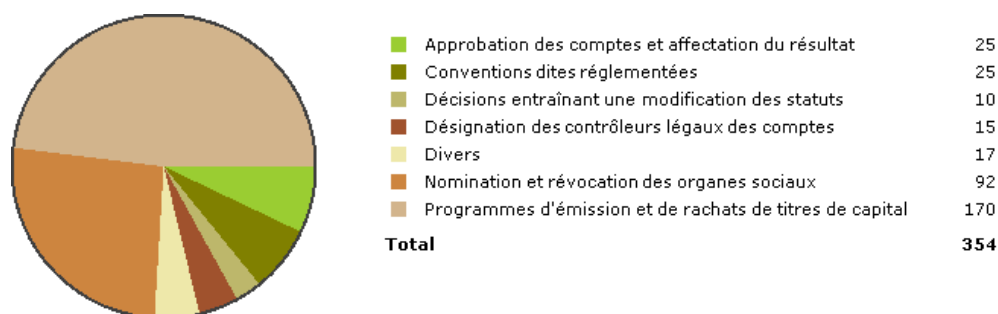 Approbation des comptes et affectation du résultat 25
Conventions dites réglementées 25
Décisions entraînant une modification des statuts 10
Désignation des contrôleurs légaux des comptes 15
Divers 17
Nomination et révocation des organes sociaux 92
Programmes d'émission et de rachats de titres de capital 170
Total 354